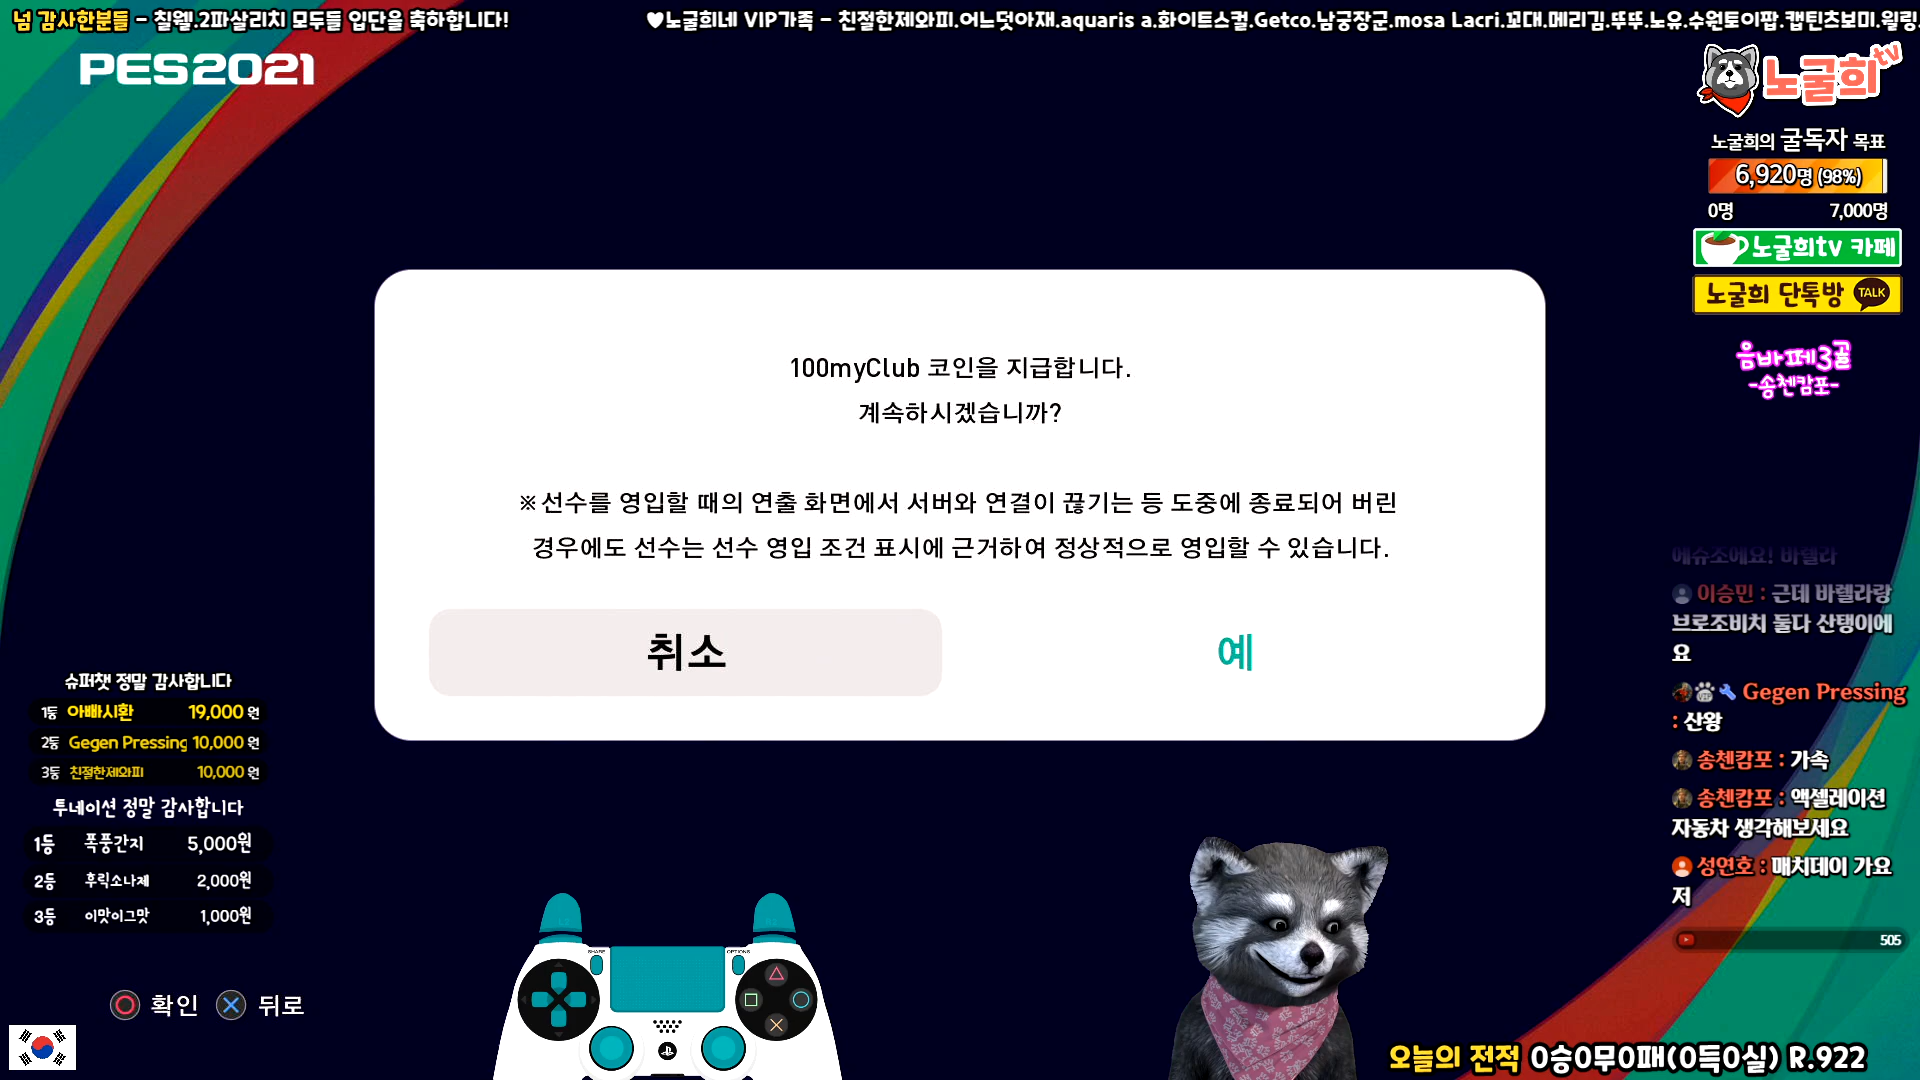 넘 감사한분들 - 칠웰.2파살리치 모두들 입단을 축하합니다!
♥노굴희네 VIP가족 - 친절한제와피.어느덧아재.aquaris a.화이트스컬.Getco.남궁장군.mosa Lacri.꼬대.메리김.뚜뚜.노유.수원토이팝.캡틴츠보미.윌링.
PES2021
노굴희tv
노굴희의 굴독자 목표
6,920명 (98%)
0명 7,000명
노굴희tv 카페
노굴희 단톡방 TALK
음바페3골
-송첸캄포-
100myClub 코인을 지급합니다.
계속하시겠습니까?
※선수를 영입할 때의 연출 화면에서 서버와 연결이 끊기는 등 도중에 종료되어 버린
경우에도 선수는 선수 영입 조건 표시에 근거하여 정상적으로 영입할 수 있습니다.
취소
예
에슈조에요! 바렐라
이승민 : 근데 바렐라랑
브로조비치 둘다 산탱이에
요
Gegen Pressing
: 산왕
송첸캄포 : 가속
송첸캄포 : 액셀레이션
자동차 생각해보세요
성연호 : 매치데이 가요
저
505
슈퍼챗 정말 감사합니다
1등 아빠시환 19,000 원
2등 Gegen Pressing 10,000 원
3등 친절한제와피 10,000 원
투네이션 정말 감사합니다
1등 폭풍간지 5,000원
2등 후릭소나제 2,000원
3등 이맛이그맛 1,000원
확인 뒤로
SHARE
OPTIONS
오늘의 전적 0승0무0패(0득0실) R.922